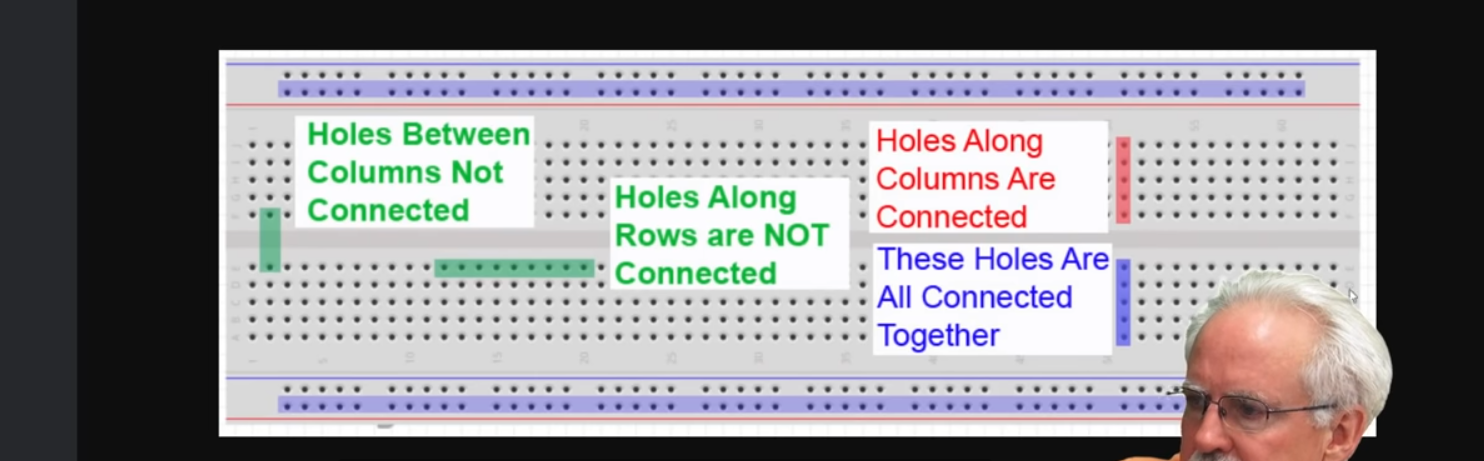 Holes Between
Columns Not
Connected
Holes Along
Rows are NOT
Connected
Holes Along
Columns Are
Connected
These Holes Are
All Connected
Together